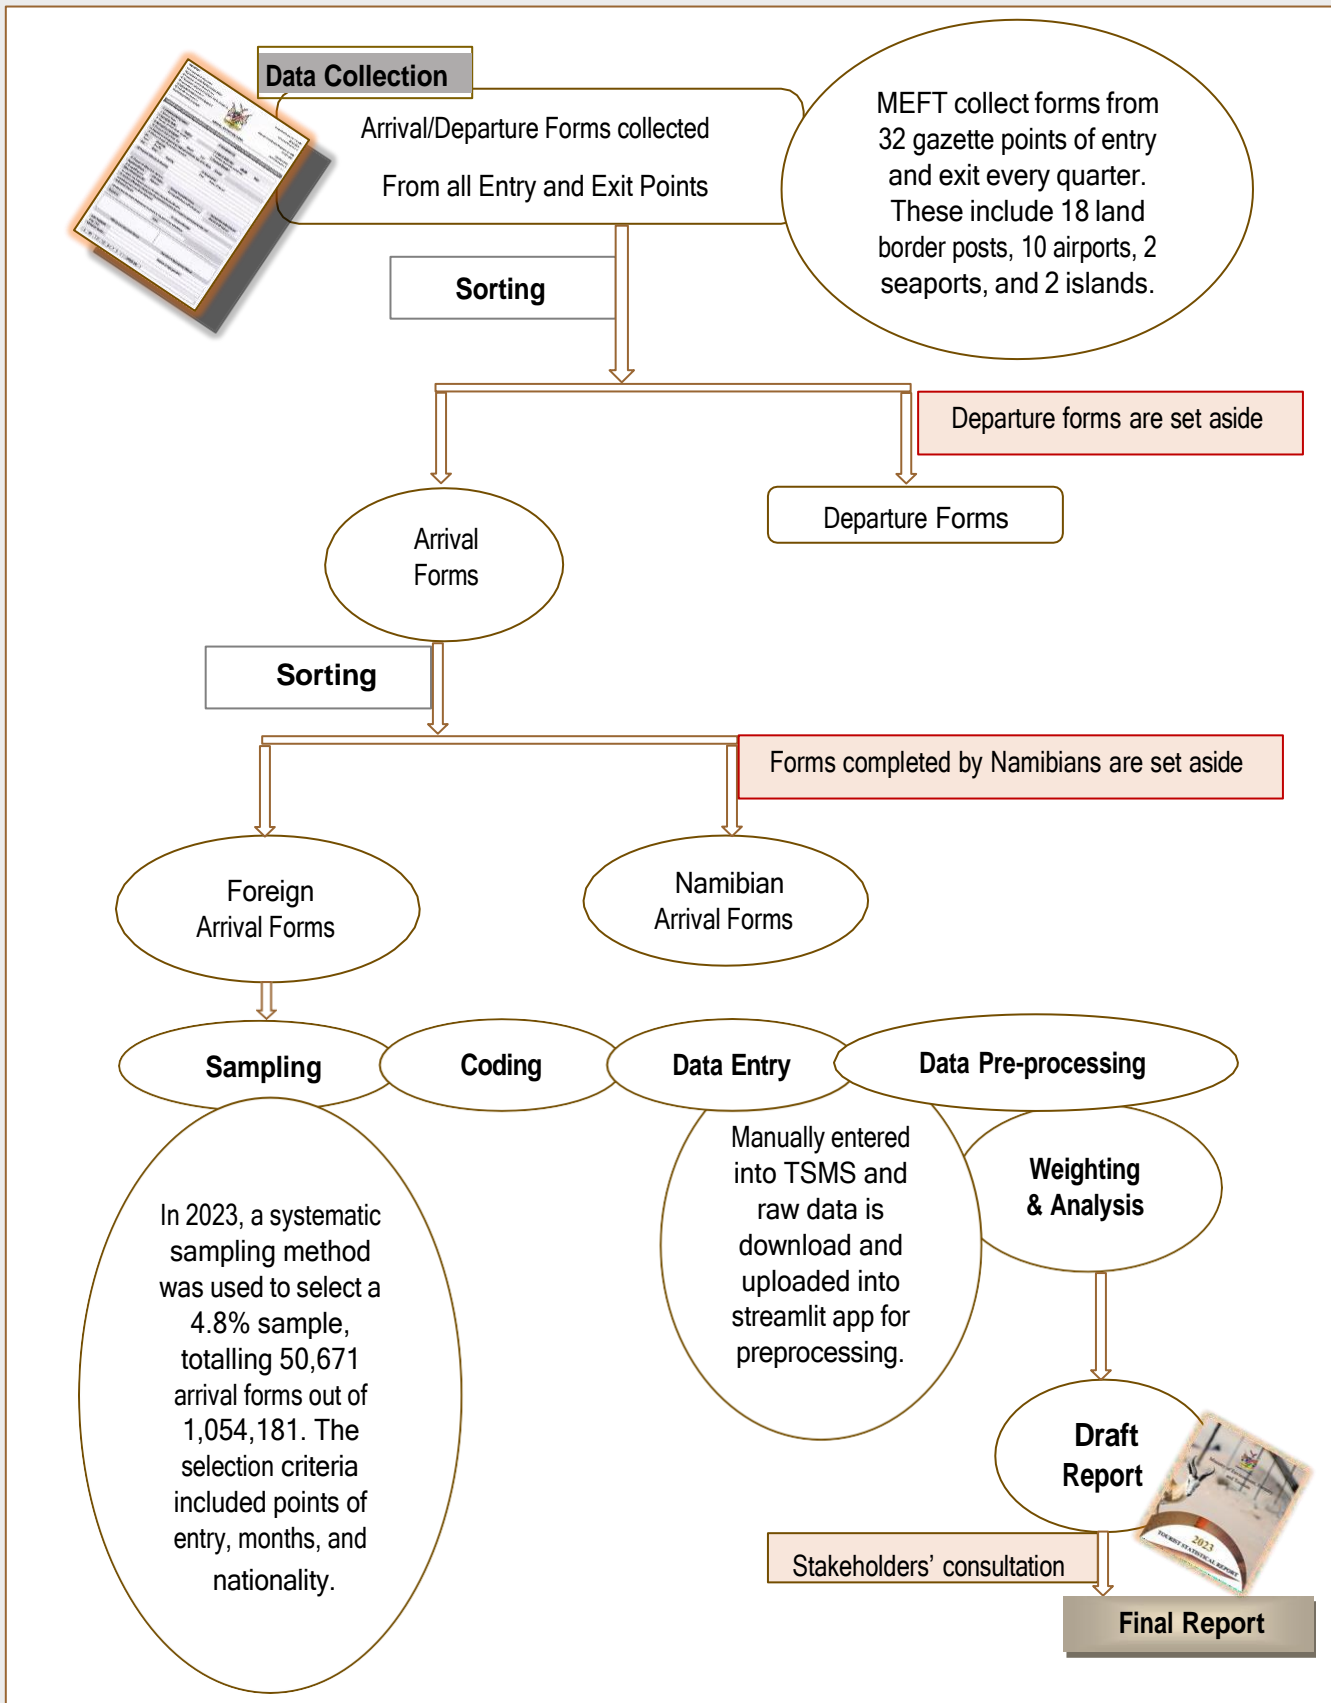 Data Collection
Arrival/Departure Forms collected
From all Entry and Exit Points
MEFT collect forms from
32 gazette points of entry
and exit every quarter.
These include 18 land
border posts, 10 airports, 2
seaports, and 2 islands.
Sorting
Departure forms are set aside
Arrival
Forms
Departure Forms
Sorting
Forms completed by Namibians are set aside
Foreign
Arrival Forms
Namibian
Arrival Forms
Sampling
Coding
Data Entry
Data Pre-processing
In 2023, a systematic
sampling method
was used to select a
4.8% sample,
totalling 50,671
arrival forms out of
1,054,181. The
selection criteria
included points of
entry, months, and
nationality.
Manually entered
into TSMS and
raw data is
download and
uploaded into
streamlit app for
preprocessing.
Weighting
& Analysis
Draft
Report
2023
TOURIST STATISTICAL REPORT
Stakeholders' consultation
Final Report